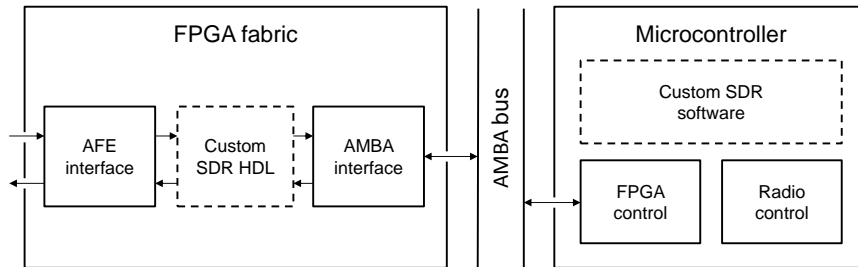 FPGA fabric
AFE
interface
Custom
SDR HDL
AMBA
interface
AMBA bus
Microcontroller
Custom SDR
software
FPGA
control
Radio
control